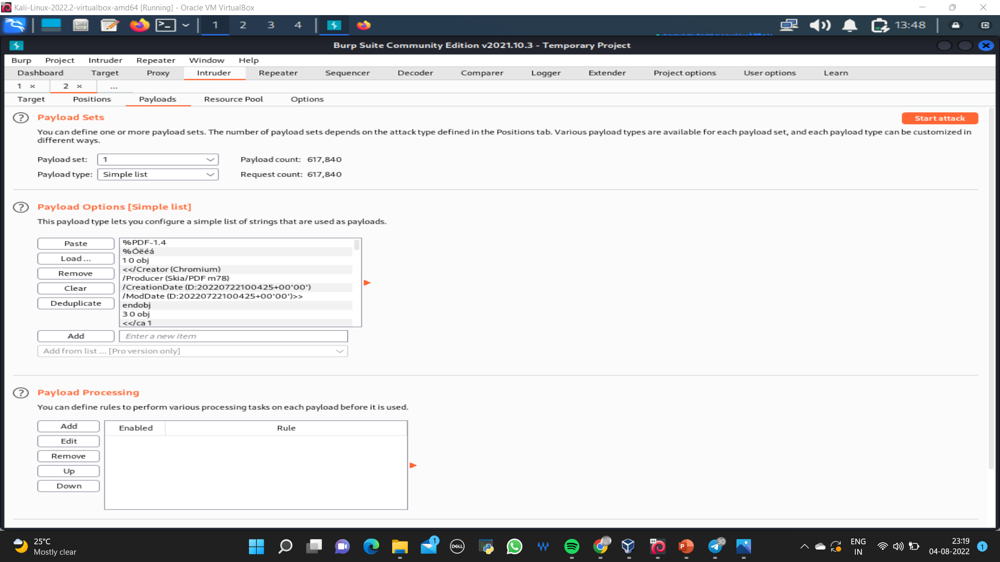 Kali-Linux-2022.2-virtualbox-amd64 [Running] - Oracle VM VirtualBox
1 2 3 4 13:48
Burp Suite Community Edition v2021.10.3 - Temporary Project
Burp Project Intruder Repeater Window Help
Dashboard Target Proxy Intruder Repeater Sequencer Decoder Comparer Logger Extender Project options User options Learn
1 × 2 × ...
Target Positions Payloads Resource Pool Options
? Payload Sets Start attack
You can define one or more payload sets. The number of payload sets depends on the attack type defined in the Positions tab. Various payload types are available for each payload set, and each payload type can be customized in
different ways.
Payload set: 1 Payload count: 617,840
Payload type: Simple list Request count: 617,840
? Payload Options [Simple list]
This payload type lets you configure a simple list of strings that are used as payloads.
Paste
Load ...
Remove
Clear
Deduplicate
%PDF-1.4
%Óëéá
1 0 obj
<</Creator (Chromium)
/Producer (Skia/PDF m78)
/CreationDate (D:20220722100425+00'00')
/ModDate (D:20220722100425+00'00')>>
endobj
3 0 obj
<</ca 1
Add Enter a new item
Add from list ... [Pro version only]
? Payload Processing
You can define rules to perform various processing tasks on each payload before it is used.
Add
Edit
Remove
Up
Down
Enabled Rule
25°C
Mostly clear
1
DELL
64
30
ENG
IN
23:19
04-08-2022
1